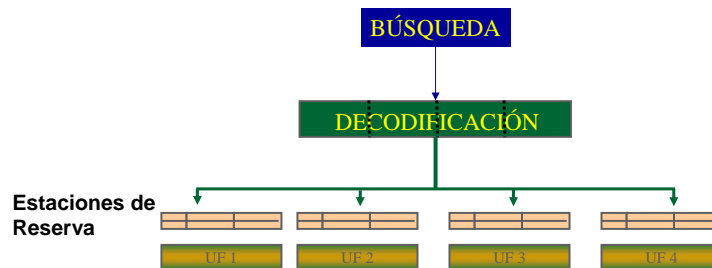 BÚSQUEDA
DECODIFICACIÓN
Estaciones de
Reserva
UF 1
UF 2
UF 3
UF 4